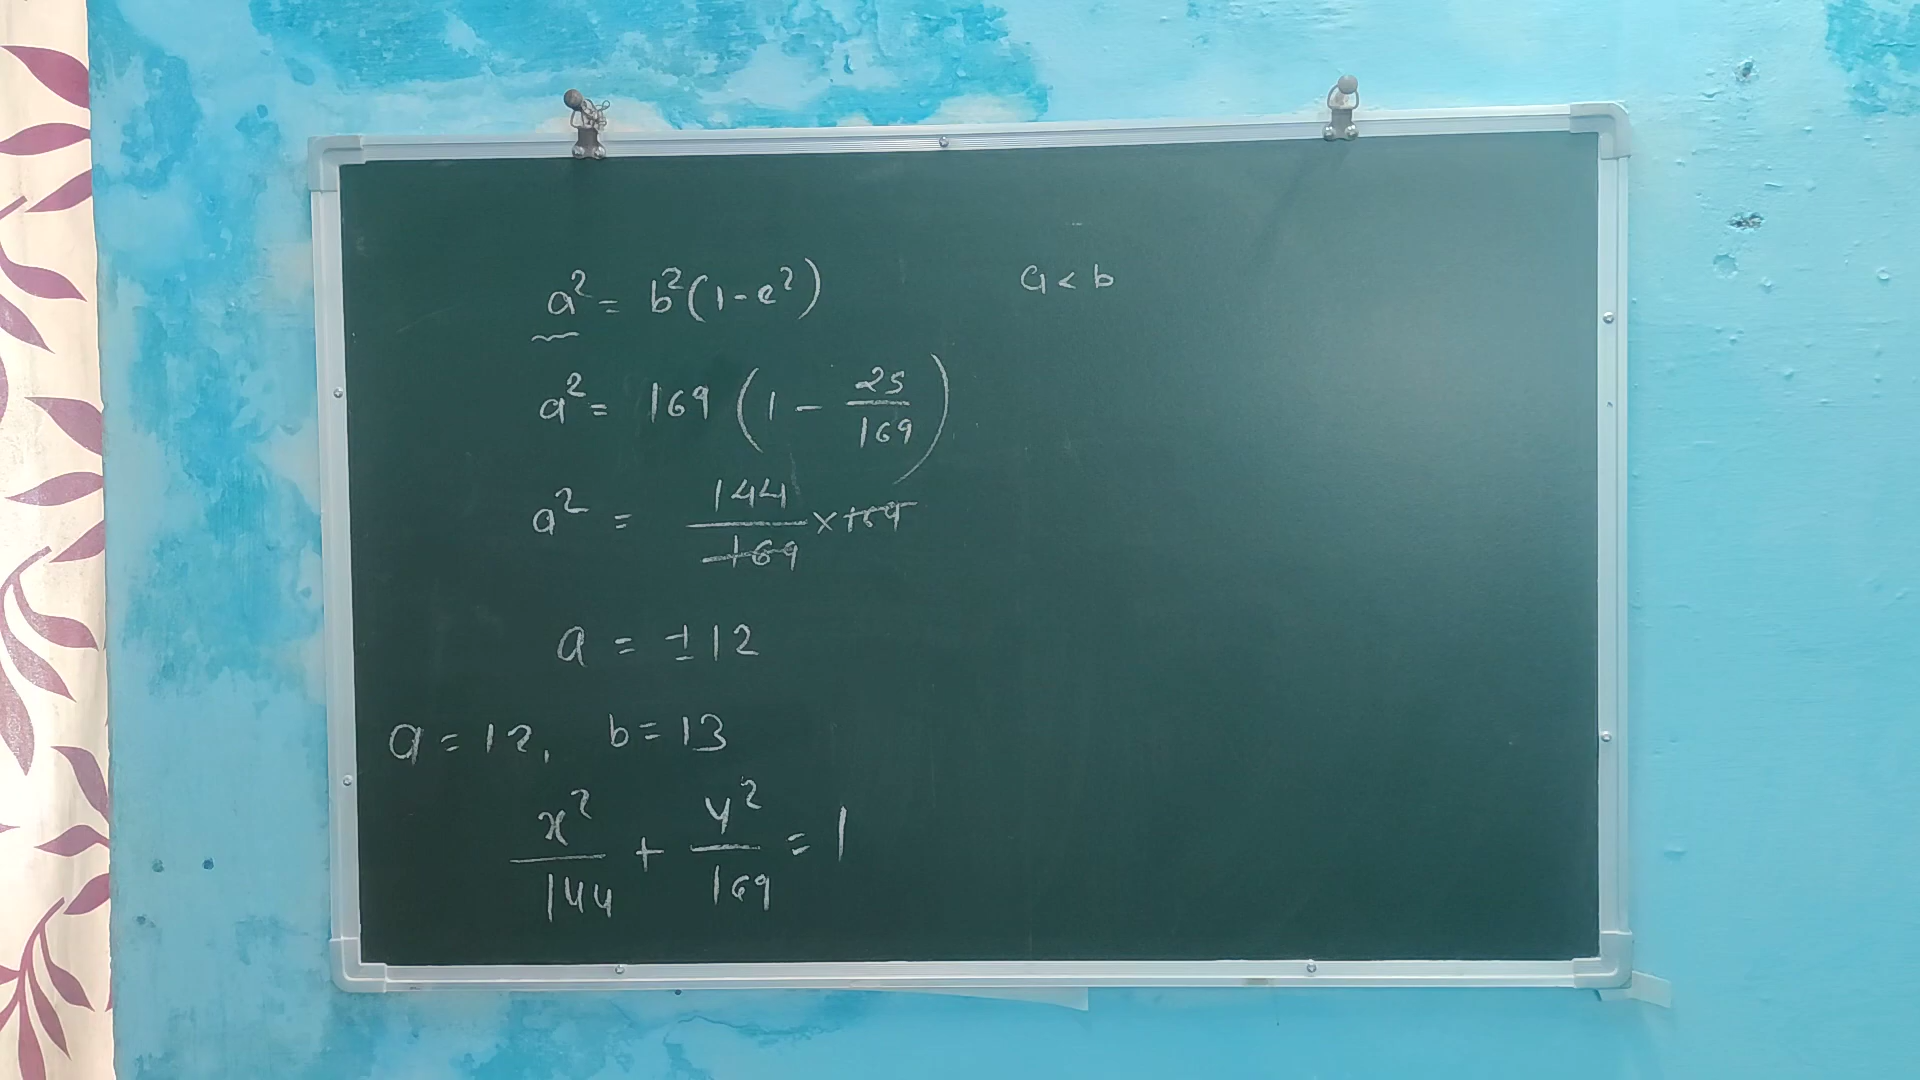 a² = b²(1-e²) a < b
a² = 169 (1 - 25/169)
a² = 144/169 × 169
a = ±12
a = 12, b = 13
x²/144 + y²/169 = 1